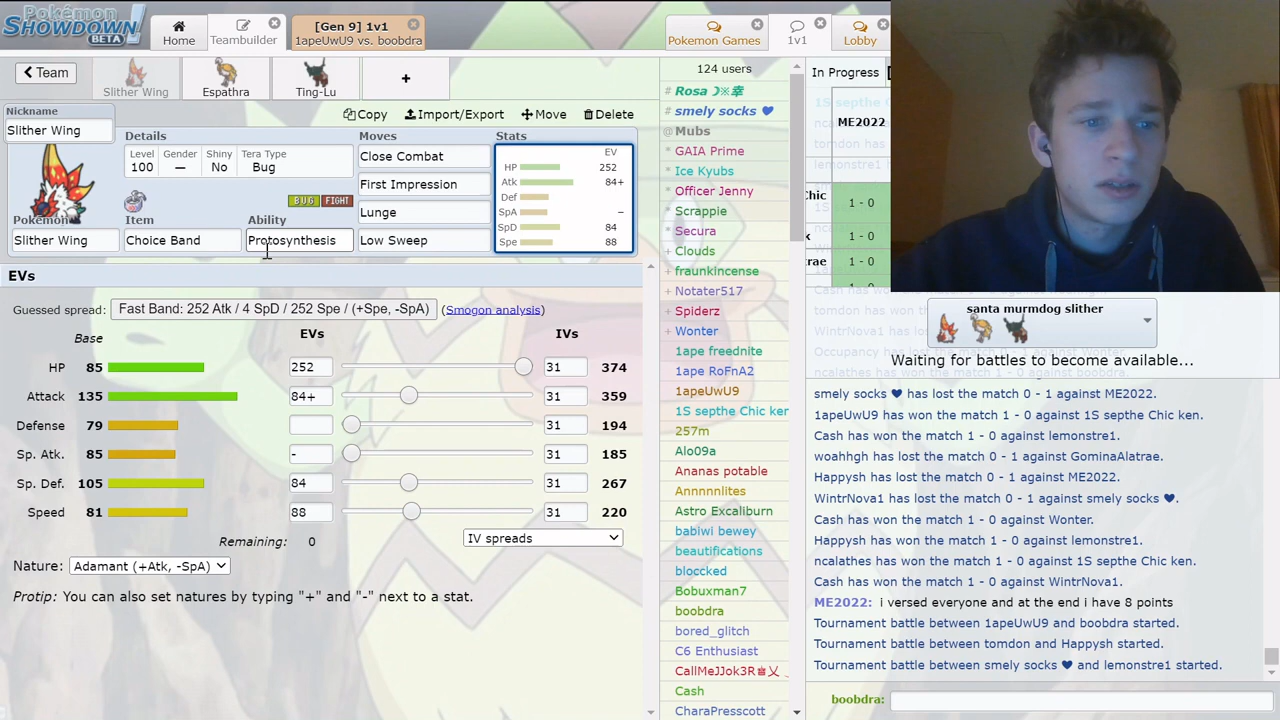 Pokémon
SHOWDOWN
BETA
Home
Teambuilder
[Gen 9] 1v1
1apeUwU9 vs. boobdra
Pokemon Games
1v1
Lobby
Team
Slither Wing
Espathra
Ting-Lu
+
Copy
Import/Export
Move
Delete
Nickname
Slither Wing
Pokémon
Slither Wing
Details
Level
100
Gender
—
Shiny
No
Tera Type
Bug
BUG FIGHT
Item
Choice Band
Ability
Protosynthesis
Moves
Close Combat
First Impression
Lunge
Low Sweep
Stats
EV
HP 252
Atk 84+
Def
SpA –
SpD 84
Spe 88
EVs
Guessed spread: Fast Band: 252 Atk / 4 SpD / 252 Spe / (+Spe, -SpA) (Smogon analysis)
Base EVs IVs
HP 85 252 31 374
Attack 135 84+ 31 359
Defense 79 31 194
Sp. Atk. 85 - 31 185
Sp. Def. 105 84 31 267
Speed 81 88 31 220
Remaining: 0
IV spreads
Nature: Adamant (+Atk, -SpA)
Protip: You can also set natures by typing "+" and "-" next to a stat.
124 users
# Rosa ☽※幸
# smely socks ♥
@ Mubs
* GAIA Prime
* Ice Kyubs
* Officer Jenny
* Scrappie
* Secura
+ Clouds
+ fraunkincense
+ Notater517
+ Spiderz
+ Wonter
1ape freednite
1ape RoFnA2
1apeUwU9
1S septhe Chic ken
257m
Alo09a
Ananas potable
Annnnnlites
Astro Excaliburn
babiwi bewey
beautifications
bloccked
Bobuxman7
boobdra
bored_glitch
C6 Enthusiast
Cash
CharaPresscott
In Progress
ME2022
Chic
1 - 0
1 - 0
trae
1 - 0
santa murmdog slither
Waiting for battles to become available...
smely socks ♥ has lost the match 0 - 1 against ME2022.
1apeUwU9 has won the match 1 - 0 against 1S septhe Chic ken.
Cash has won the match 1 - 0 against lemonstre1.
woahhgh has lost the match 0 - 1 against GominaAlatrae.
Happysh has lost the match 0 - 1 against ME2022.
WintrNova1 has lost the match 0 - 1 against smely socks ♥.
Cash has won the match 1 - 0 against Wonter.
Happysh has won the match 1 - 0 against lemonstre1.
ncalathes has won the match 1 - 0 against 1S septhe Chic ken.
Cash has won the match 1 - 0 against WintrNova1.
ME2022: i versed everyone and at the end i have 8 points
Tournament battle between 1apeUwU9 and boobdra started.
Tournament battle between tomdon and Happysh started.
Tournament battle between smely socks ♥ and lemonstre1 started.
boobdra: